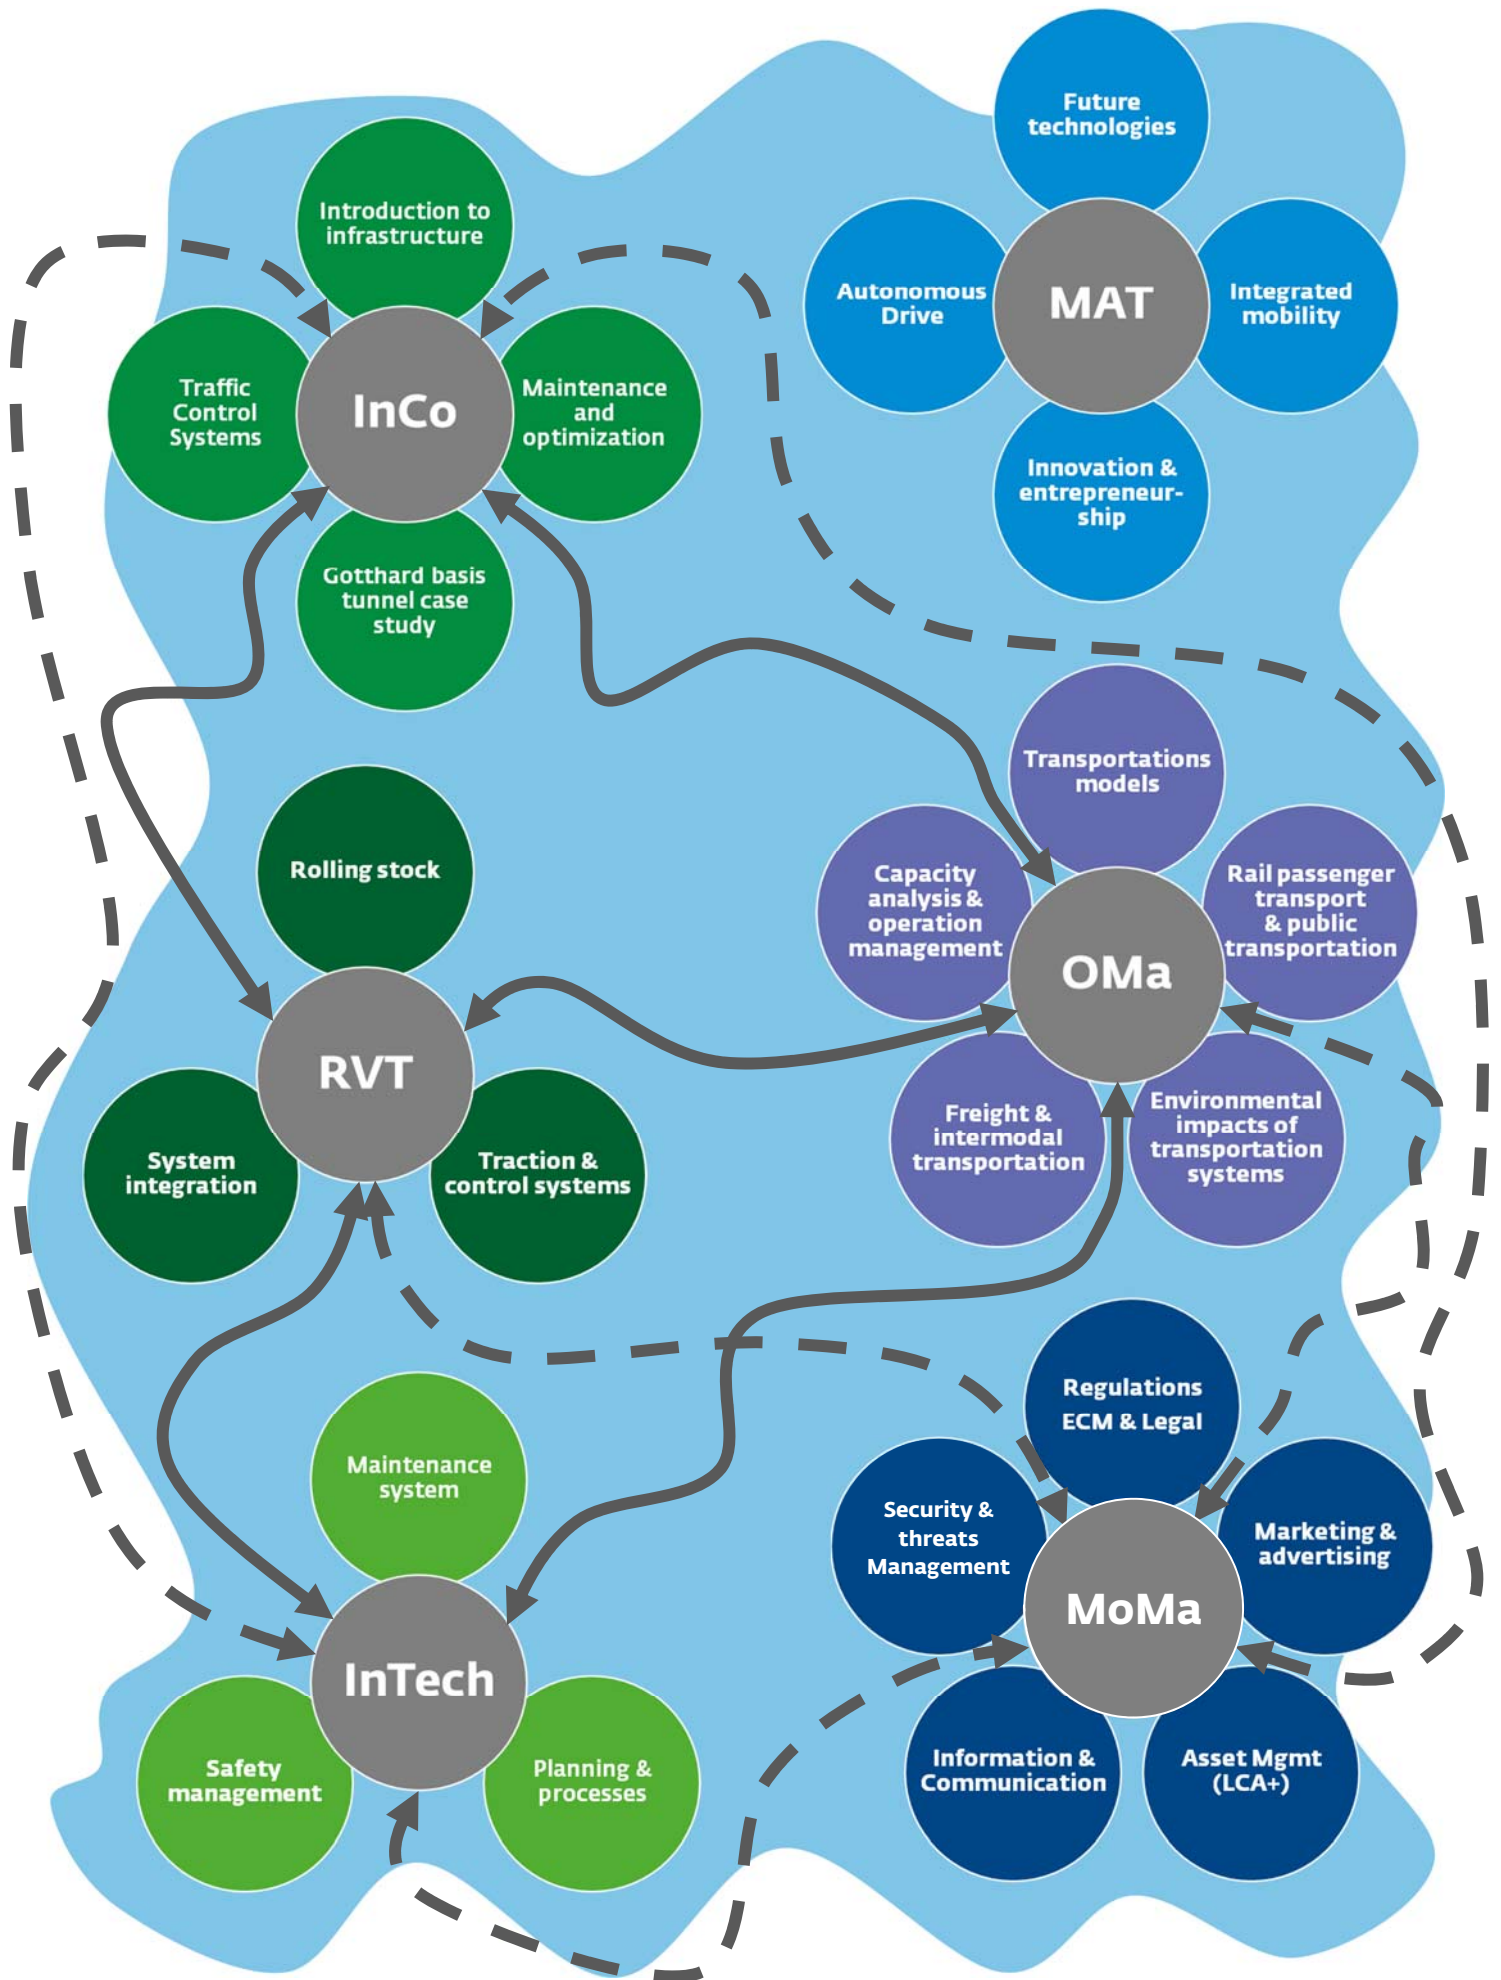 Future
technologies
Autonomous
Drive
MAT
Integrated
mobility
Innovation &
entrepreneur-
ship
Introduction to
infrastructure
Traffic
Control
Systems
InCo
Maintenance
and
optimization
Gotthard basis
tunnel case
study
Transportations
models
Capacity
analysis &
operation
management
OMa
Rail passenger
transport
& public
transportation
Freight &
intermodal
transportation
Environmental
impacts of
transportation
systems
Rolling stock
RVT
System
integration
Traction &
control systems
Maintenance
system
InTech
Safety
management
Planning &
processes
Regulations
ECM & Legal
Security &
threats
Management
MoMa
Marketing &
advertising
Information &
Communication
Asset Mgmt
(LCA+)